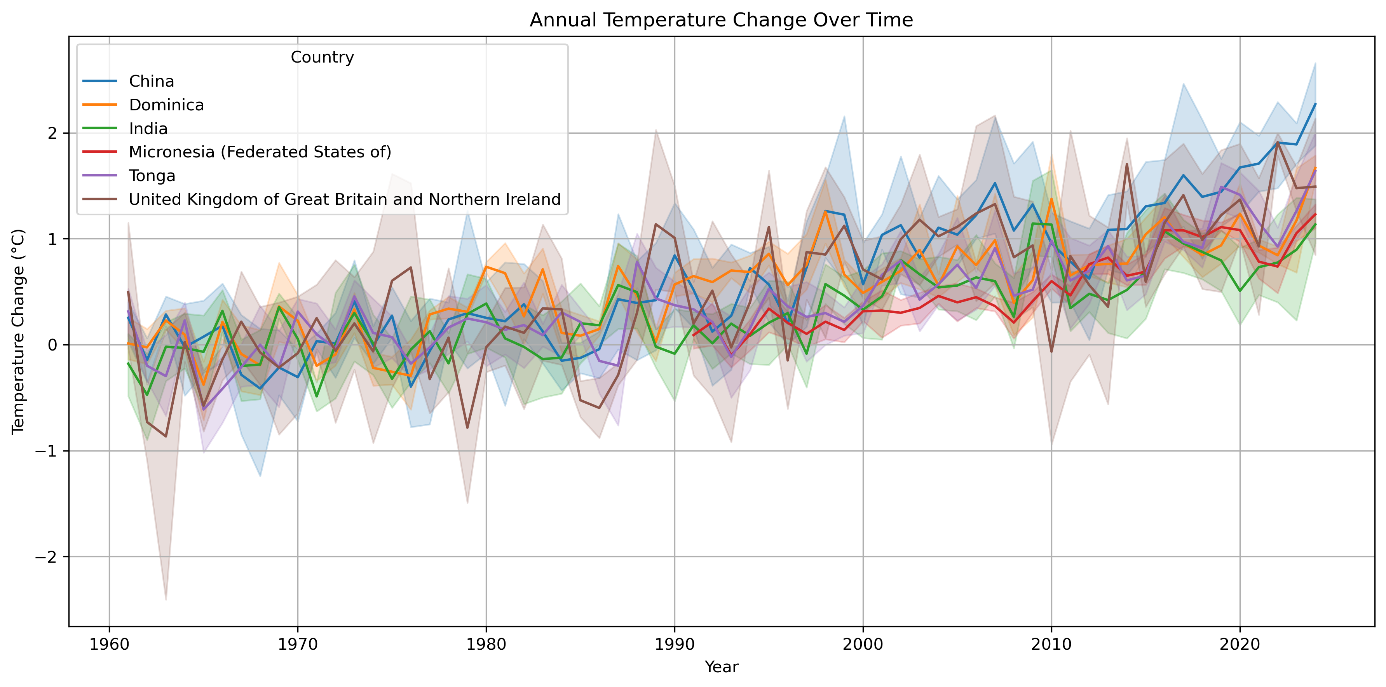 Annual Temperature Change Over Time
Country
China
Dominica
India
Micronesia (Federated States of)
Tonga
United Kingdom of Great Britain and Northern Ireland
Temperature Change (°C)
2
1
0
−1
−2
1960 1970 1980 1990 2000 2010 2020
Year